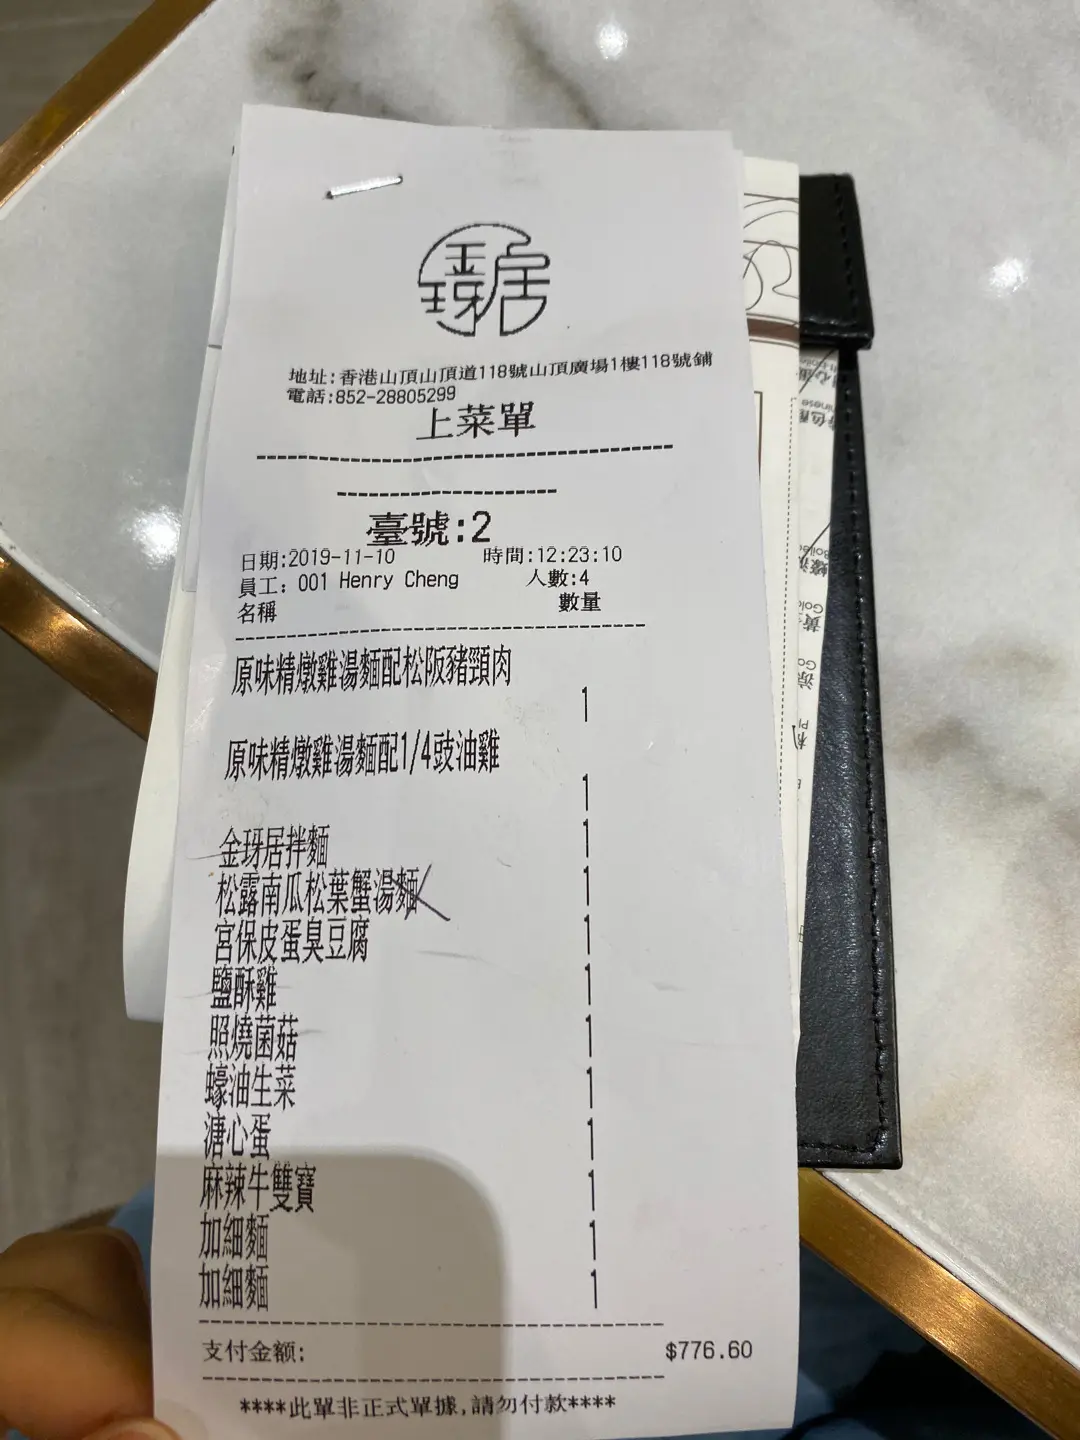 金玡居
地址:香港山頂山頂道118號山頂廣場1樓118號鋪
電話:852-28805299
上菜單
臺號:2
日期:2019-11-10 時間:12:23:10
員工: 001 Henry Cheng 人數:4
名稱 數量
原味精燉雞湯麵配松阪豬頸肉
1
原味精燉雞湯麵配1/4豉油雞
1
金玡居拌麵 1
松露南瓜松葉蟹湯麵 1
宮保皮蛋臭豆腐 1
鹽酥雞 1
照燒菌菇 1
蠔油生菜 1
溏心蛋 1
麻辣牛雙寶 1
加細麵 1
加細麵 1
支付金额: $776.60
****此單非正式單據,請勿付款****